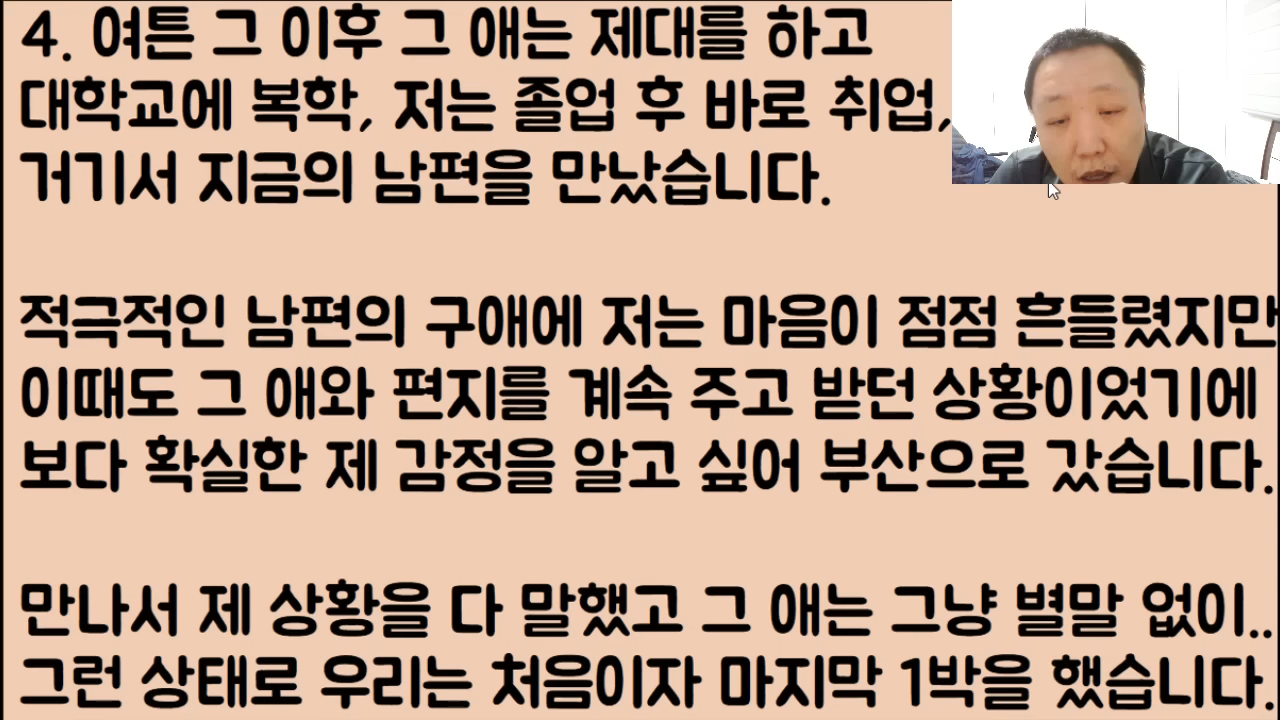 4. 여튼 그 이후 그 애는 제대를 하고
대학교에 복학, 저는 졸업 후 바로 취업,
거기서 지금의 남편을 만났습니다.
적극적인 남편의 구애에 저는 마음이 점점 흔들렸지만
이때도 그 애와 편지를 계속 주고 받던 상황이었기에
보다 확실한 제 감정을 알고 싶어 부산으로 갔습니다.
만나서 제 상황을 다 말했고 그 애는 그냥 별말 없이..
그런 상태로 우리는 처음이자 마지막 1박을 했습니다.